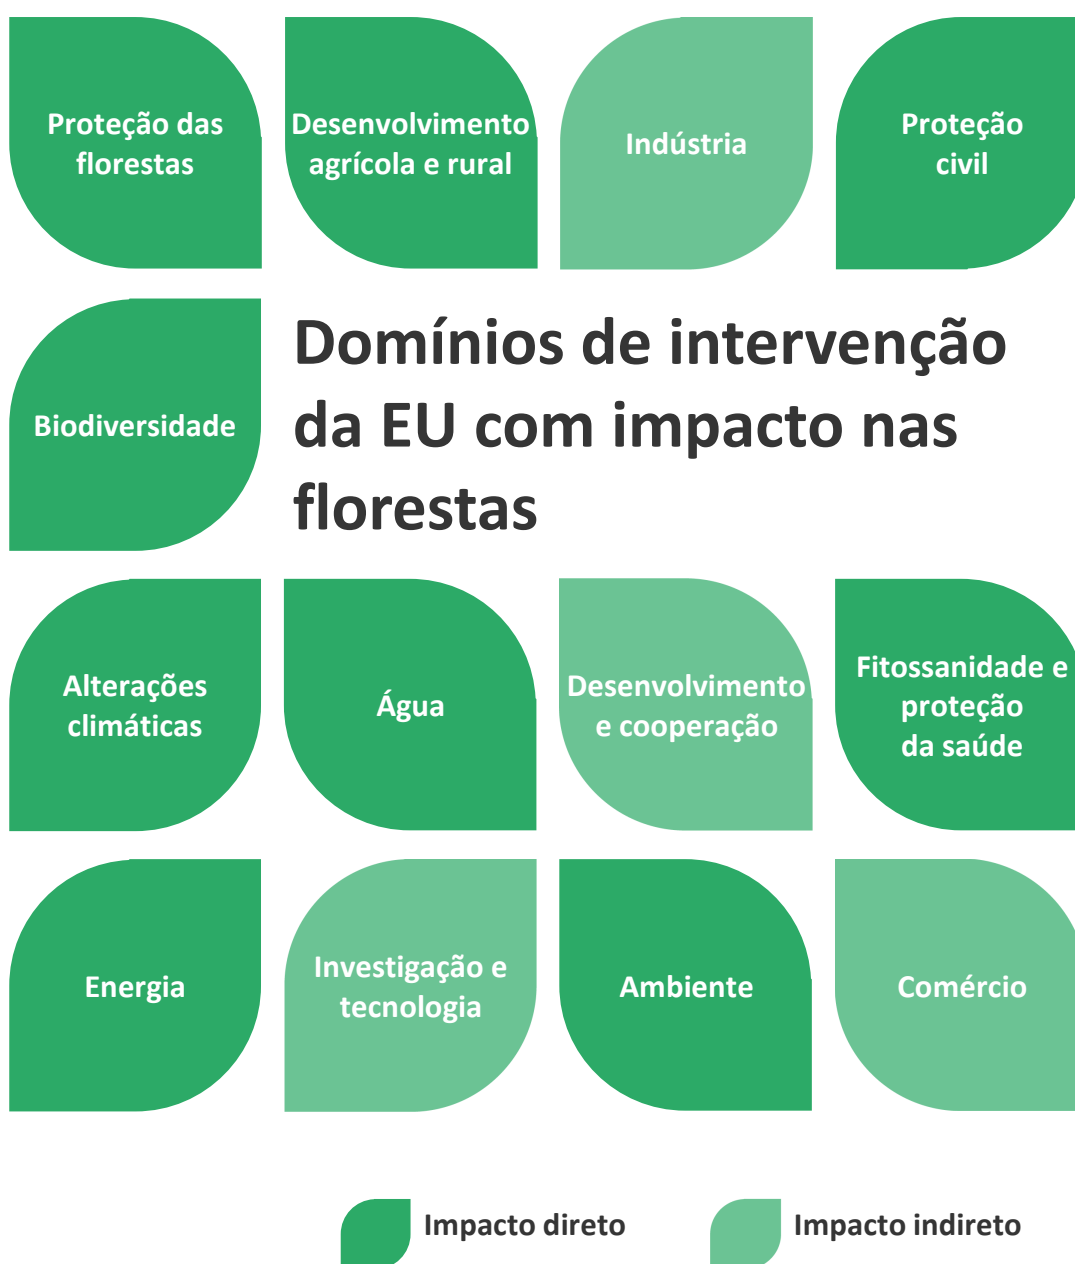 Proteção das
florestas
Desenvolvimento
agrícola e rural
Indústria
Proteção
civil
Biodiversidade
Domínios de intervenção
da EU com impacto nas
florestas
Alterações
climáticas
Água
Desenvolvimento
e cooperação
Fitossanidade e
proteção
da saúde
Energia
Investigação e
tecnologia
Ambiente
Comércio
Impacto direto
Impacto indireto